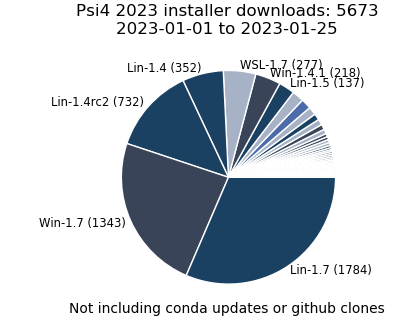 Psi4 2023 installer downloads: 5673
2023-01-01 to 2023-01-25
WSL-1.7 (277)
Lin-1.4 (352)
Win-1.4.1 (218)
Lin-1.5 (137)
Lin-1.4rc2 (732)
Win-1.7 (1343)
Lin-1.7 (1784)
Not including conda updates or github clones